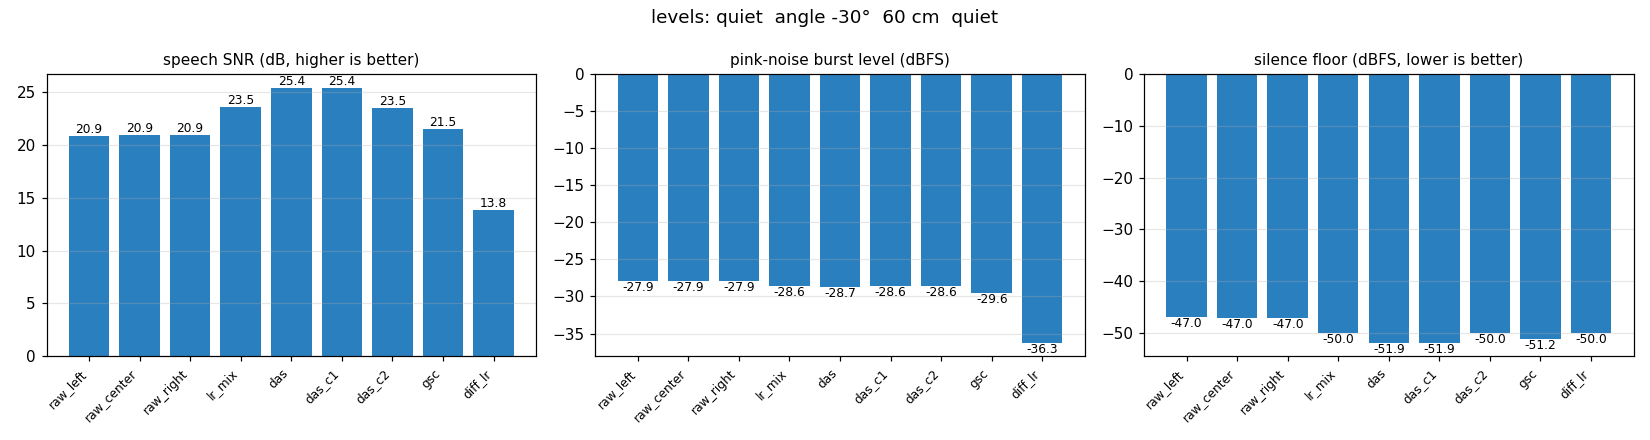 levels: quiet  angle -30°  60 cm  quiet
speech SNR (dB, higher is better)
25
20
15
10
5
0
20.9
20.9
20.9
23.5
25.4
25.4
23.5
21.5
13.8
raw_left
raw_center
raw_right
lr_mix
das
das_c1
das_c2
gsc
diff_lr
pink-noise burst level (dBFS)
0
−5
−10
−15
−20
−25
−30
−35
-27.9
-27.9
-27.9
-28.6
-28.7
-28.6
-28.6
-29.6
-36.3
raw_left
raw_center
raw_right
lr_mix
das
das_c1
das_c2
gsc
diff_lr
silence floor (dBFS, lower is better)
0
−10
−20
−30
−40
−50
-47.0
-47.0
-47.0
-50.0
-51.9
-51.9
-50.0
-51.2
-50.0
raw_left
raw_center
raw_right
lr_mix
das
das_c1
das_c2
gsc
diff_lr